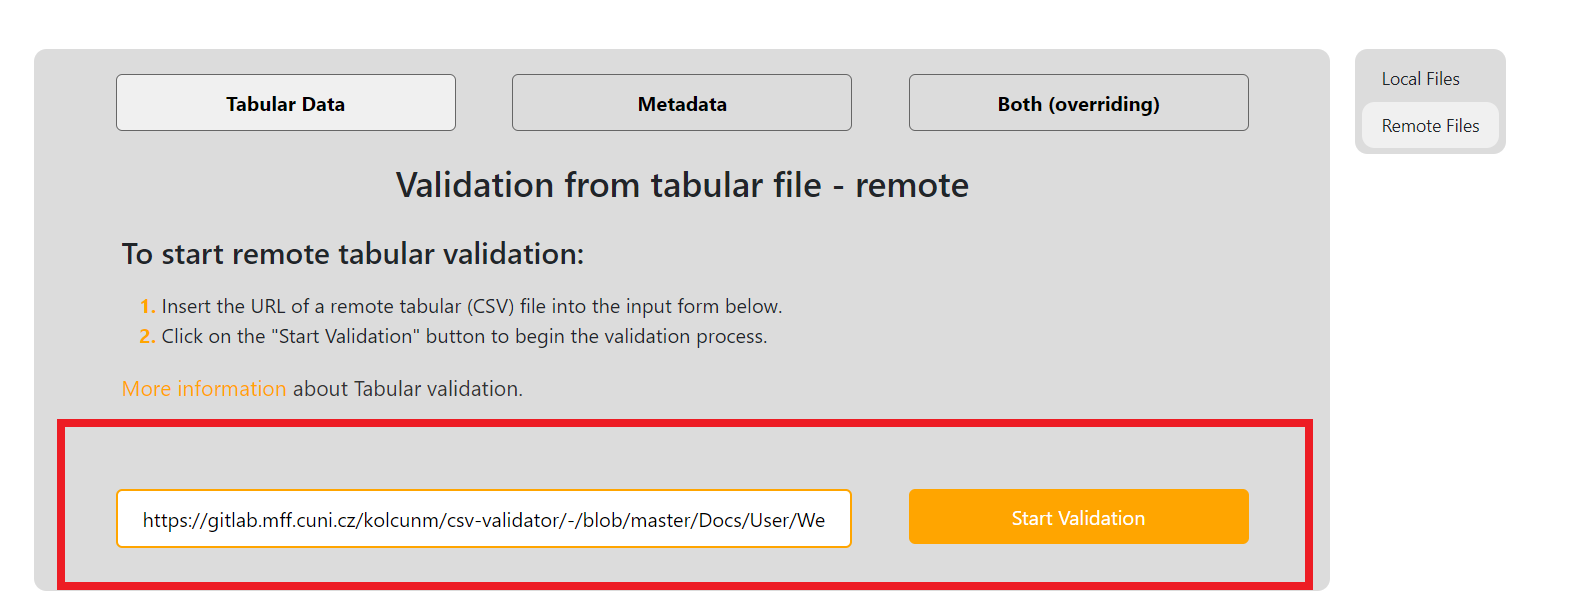 Tabular Data
Metadata
Both (overriding)
Local Files
Remote Files
Validation from tabular file - remote
To start remote tabular validation:
1. Insert the URL of a remote tabular (CSV) file into the input form below.
2. Click on the "Start Validation" button to begin the validation process.
More information about Tabular validation.
https://gitlab.mff.cuni.cz/kolcunm/csv-validator/-/blob/master/Docs/User/We
Start Validation